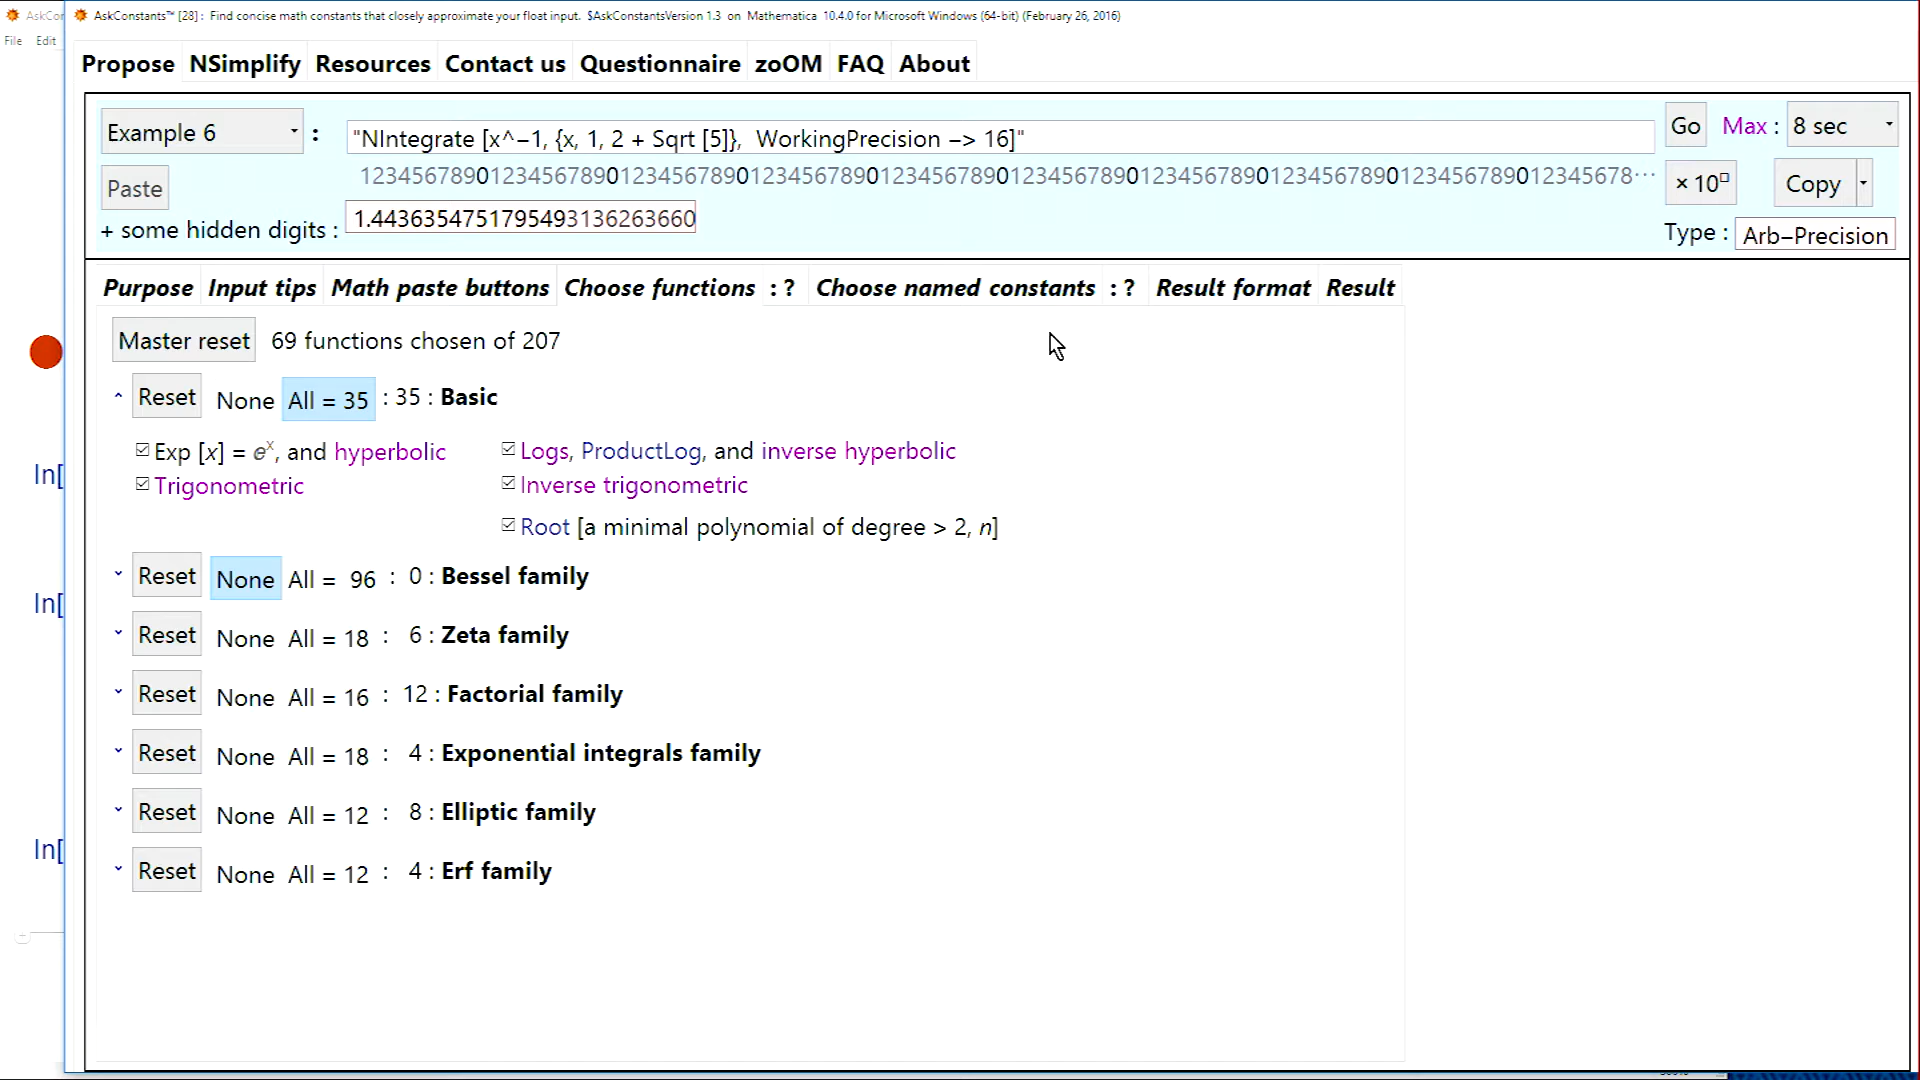 AskCor
AskConstants™ [28] : Find concise math constants that closely approximate your float input. $AskConstantsVersion 1.3 on Mathematica 10.4.0 for Microsoft Windows (64-bit) (February 26, 2016)
File Edit
Propose NSimplify Resources Contact us Questionnaire zoOM FAQ About
Example 6 : "NIntegrate [x^−1, {x, 1, 2 + Sqrt [5]}, WorkingPrecision −> 16]" Go Max : 8 sec
Paste 12345678901234567890123456789012345678901234567890123456789012345678901234567890123456789012345678··· × 10□ Copy
+ some hidden digits : 1.4436354751795493136263660 Type : Arb−Precision
Purpose Input tips Math paste buttons Choose functions : ? Choose named constants : ? Result format Result
Master reset 69 functions chosen of 207
Reset None All = 35 : 35 : Basic
Exp [x] = eˣ, and hyperbolic Logs, ProductLog, and inverse hyperbolic
Trigonometric Inverse trigonometric
Root [a minimal polynomial of degree > 2, n]
Reset None All = 96 : 0 : Bessel family
Reset None All = 18 : 6 : Zeta family
Reset None All = 16 : 12 : Factorial family
Reset None All = 18 : 4 : Exponential integrals family
Reset None All = 12 : 8 : Elliptic family
Reset None All = 12 : 4 : Erf family
In[
In[
In[